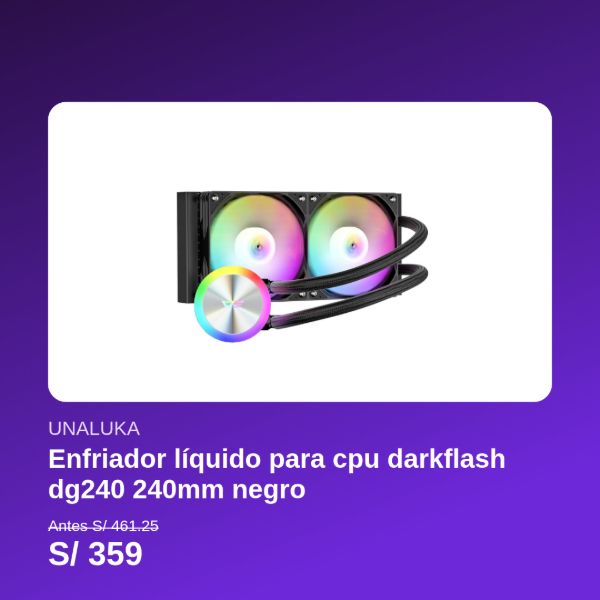 UNALUKA
Enfriador líquido para cpu darkflash
dg240 240mm negro
Antes S/ 461.25
S/ 359